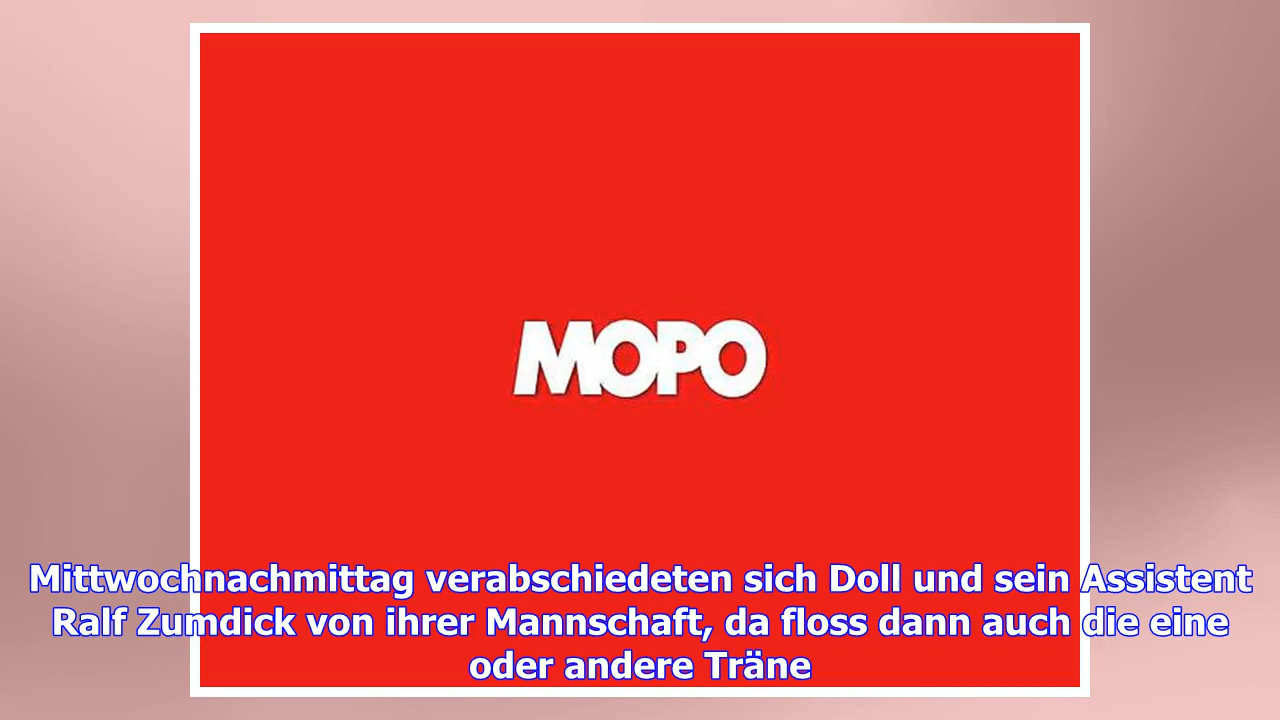 MOPO
Mittwochnachmittag verabschiedeten sich Doll und sein Assistent
Ralf Zumdick von ihrer Mannschaft, da floss dann auch die eine
oder andere Träne